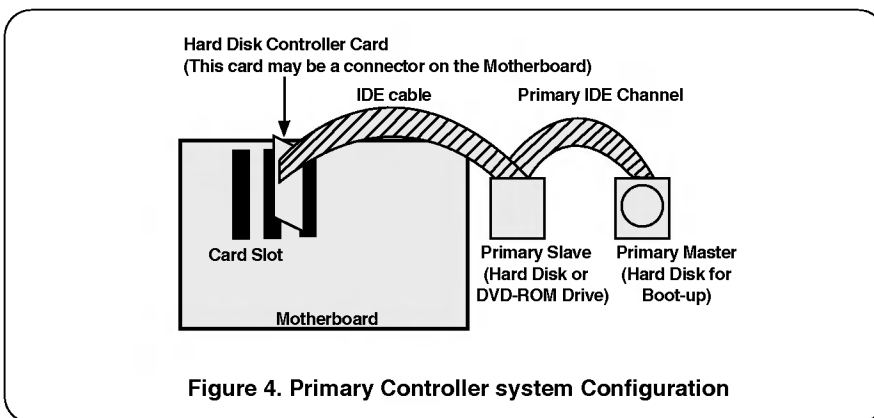 Hard Disk Controller Card
(This card may be a connector on the Motherboard)
IDE cable
Primary IDE Channel
Card Slot
Primary Slave
(Hard Disk or
DVD-ROM Drive)
Primary Master
(Hard Disk for
Boot-up)
Motherboard
Figure 4. Primary Controller system Configuration